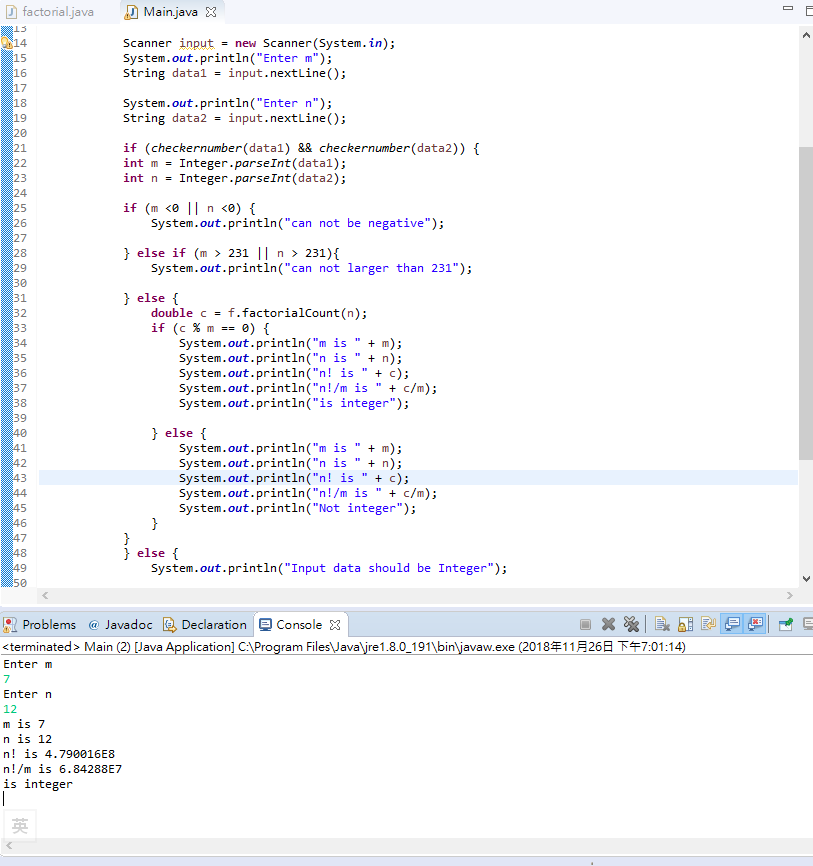 factorial.java Main.java
13
14 Scanner input = new Scanner(System.in);
15 System.out.println("Enter m");
16 String data1 = input.nextLine();
17
18 System.out.println("Enter n");
19 String data2 = input.nextLine();
20
21 if (checkernumber(data1) && checkernumber(data2)) {
22 int m = Integer.parseInt(data1);
23 int n = Integer.parseInt(data2);
24
25 if (m <0 || n <0) {
26 System.out.println("can not be negative");
27
28 } else if (m > 231 || n > 231){
29 System.out.println("can not larger than 231");
30
31 } else {
32 double c = f.factorialCount(n);
33 if (c % m == 0) {
34 System.out.println("m is " + m);
35 System.out.println("n is " + n);
36 System.out.println("n! is " + c);
37 System.out.println("n!/m is " + c/m);
38 System.out.println("is integer");
39
40 } else {
41 System.out.println("m is " + m);
42 System.out.println("n is " + n);
43 System.out.println("n! is " + c);
44 System.out.println("n!/m is " + c/m);
45 System.out.println("Not integer");
46 }
47 }
48 } else {
49 System.out.println("Input data should be Integer");
50
Problems @ Javadoc Declaration Console
<terminated> Main (2) [Java Application] C:\Program Files\Java\jre1.8.0_191\bin\javaw.exe (2018年11月26日 下午7:01:14)
Enter m
7
Enter n
12
m is 7
n is 12
n! is 4.790016E8
n!/m is 6.84288E7
is integer
英